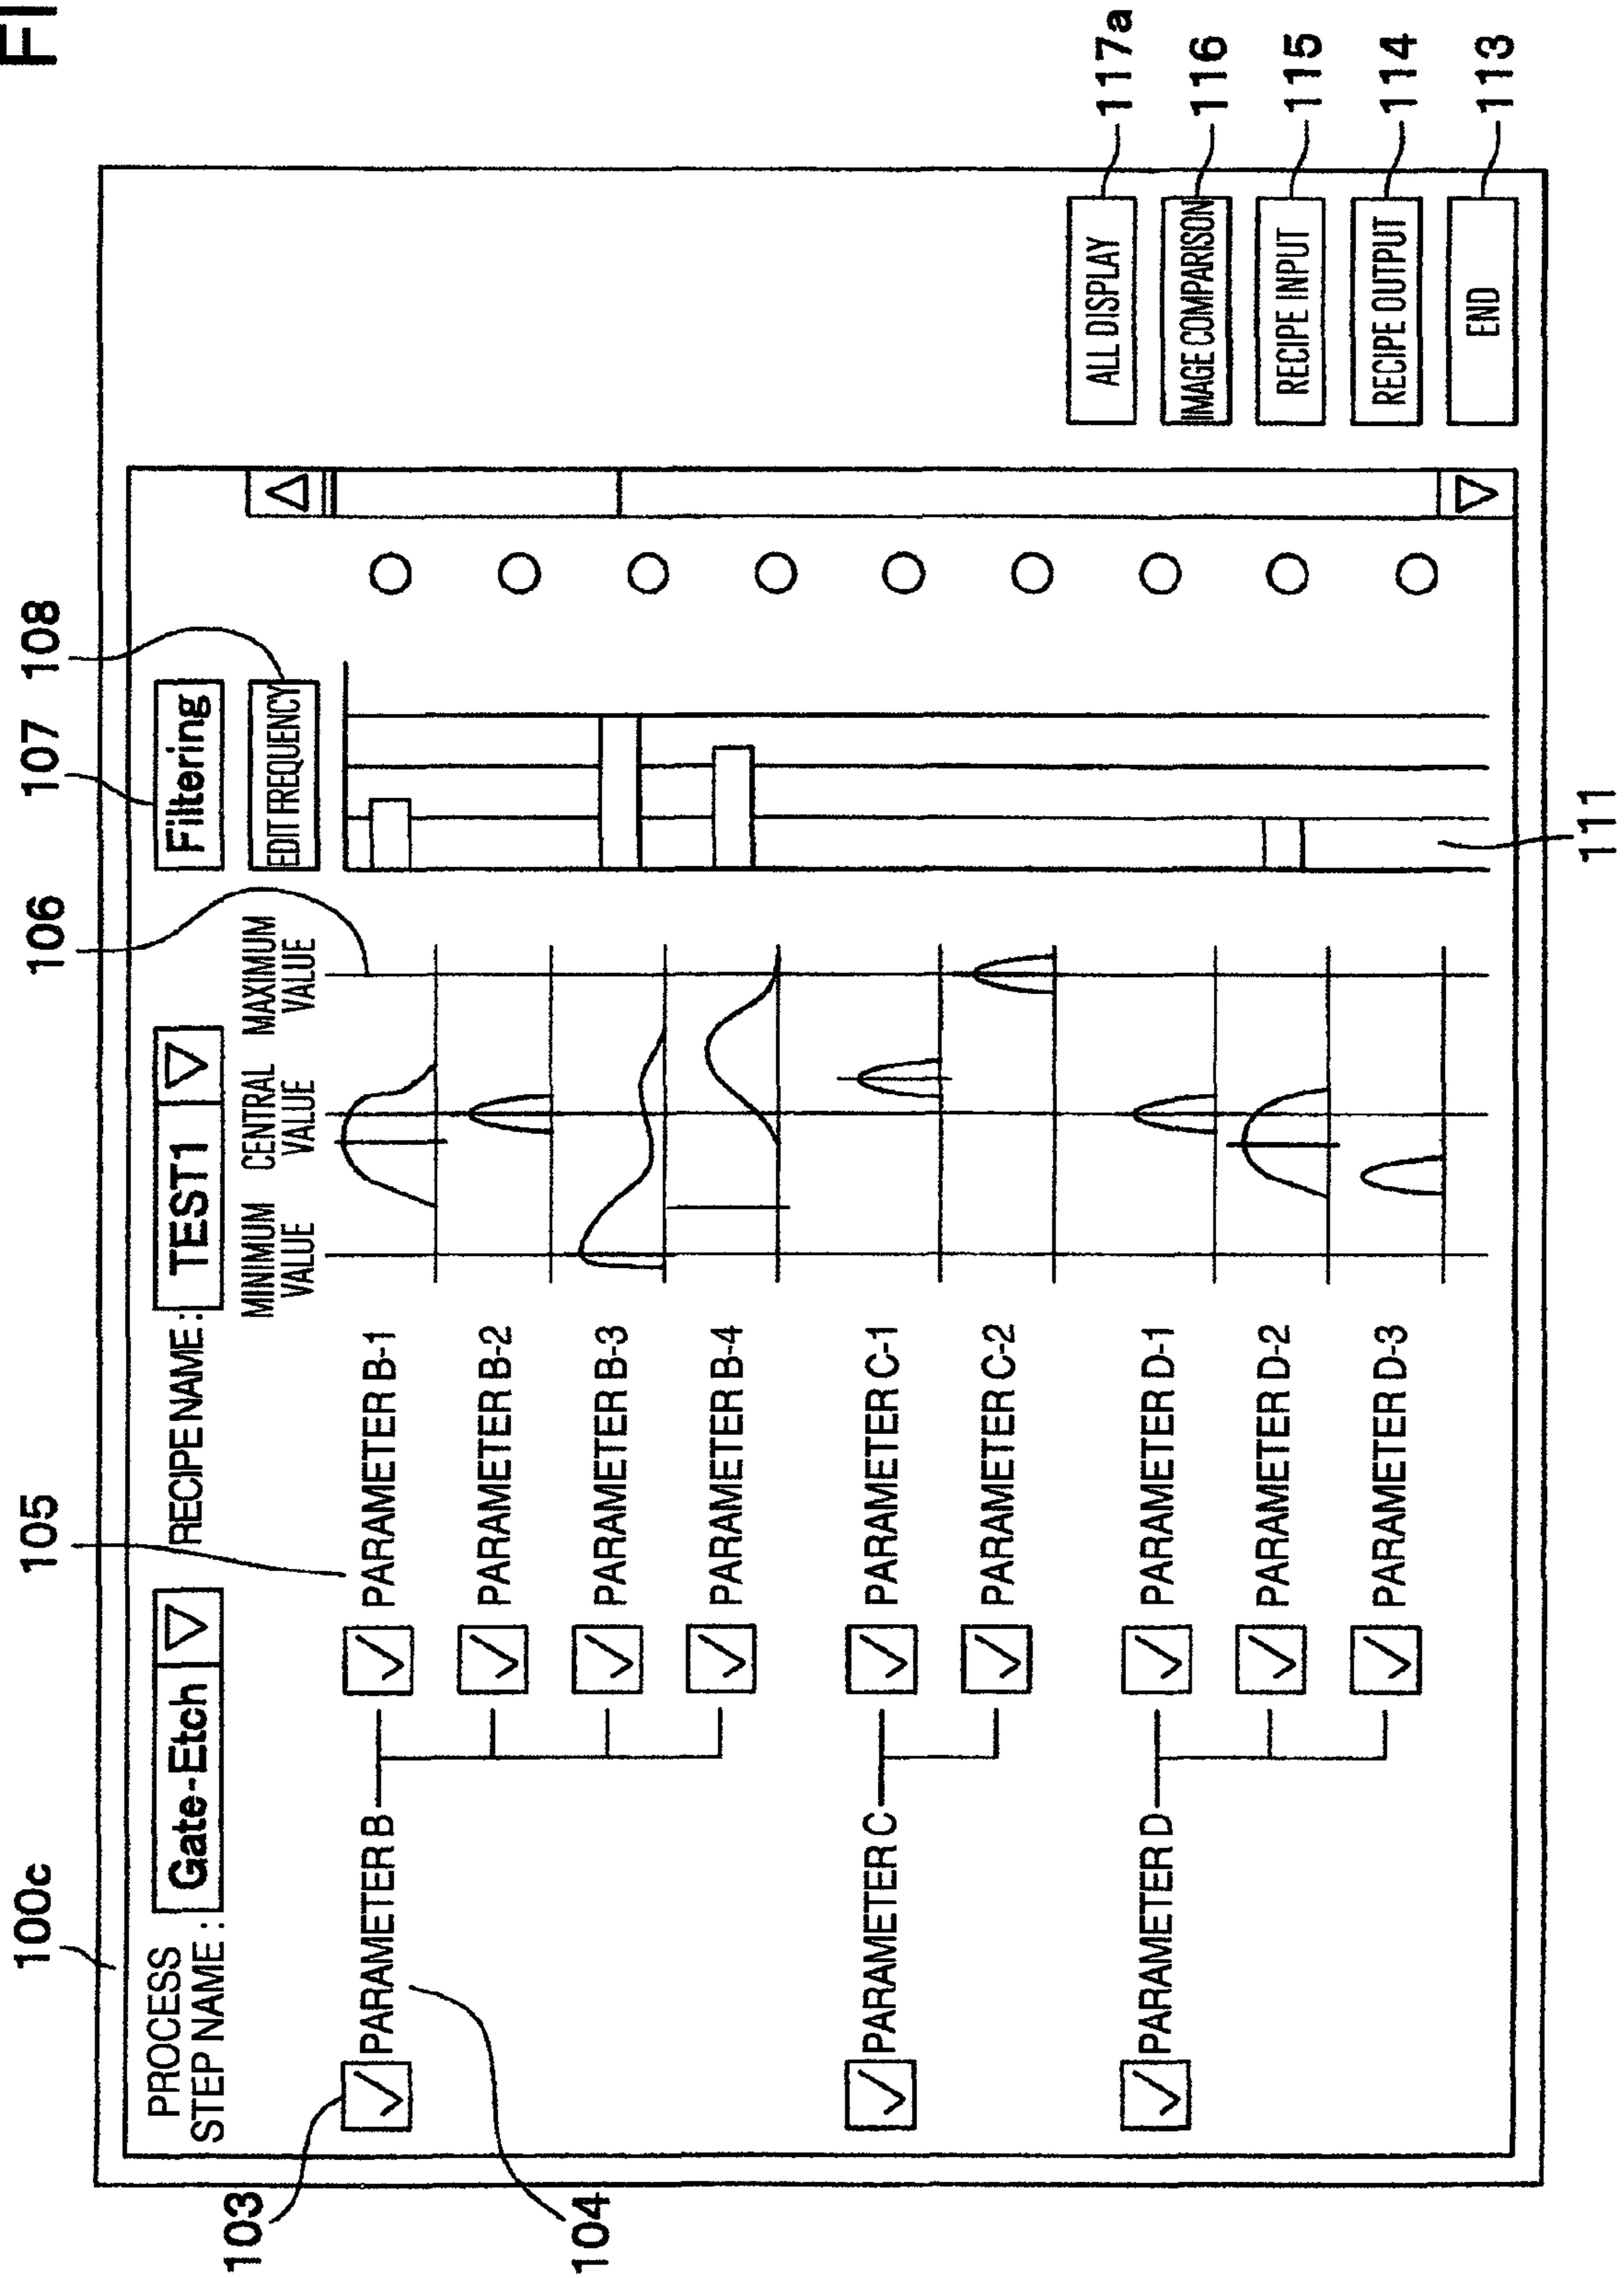 FI
100c
105
106
107
108
PROCESS
STEP NAME :
Gate-Etch
RECIPE NAME :
TEST1
Filtering
MINIMUM
VALUE
CENTRAL
VALUE
MAXIMUM
VALUE
EDIT FREQUENCY
103
PARAMETER B
PARAMETER B-1
PARAMETER B-2
PARAMETER B-3
PARAMETER B-4
104
PARAMETER C
PARAMETER C-1
PARAMETER C-2
PARAMETER D
PARAMETER D-1
PARAMETER D-2
PARAMETER D-3
ALL DISPLAY
117a
IMAGE COMPARISON
116
RECIPE INPUT
115
RECIPE OUTPUT
114
END
113
111